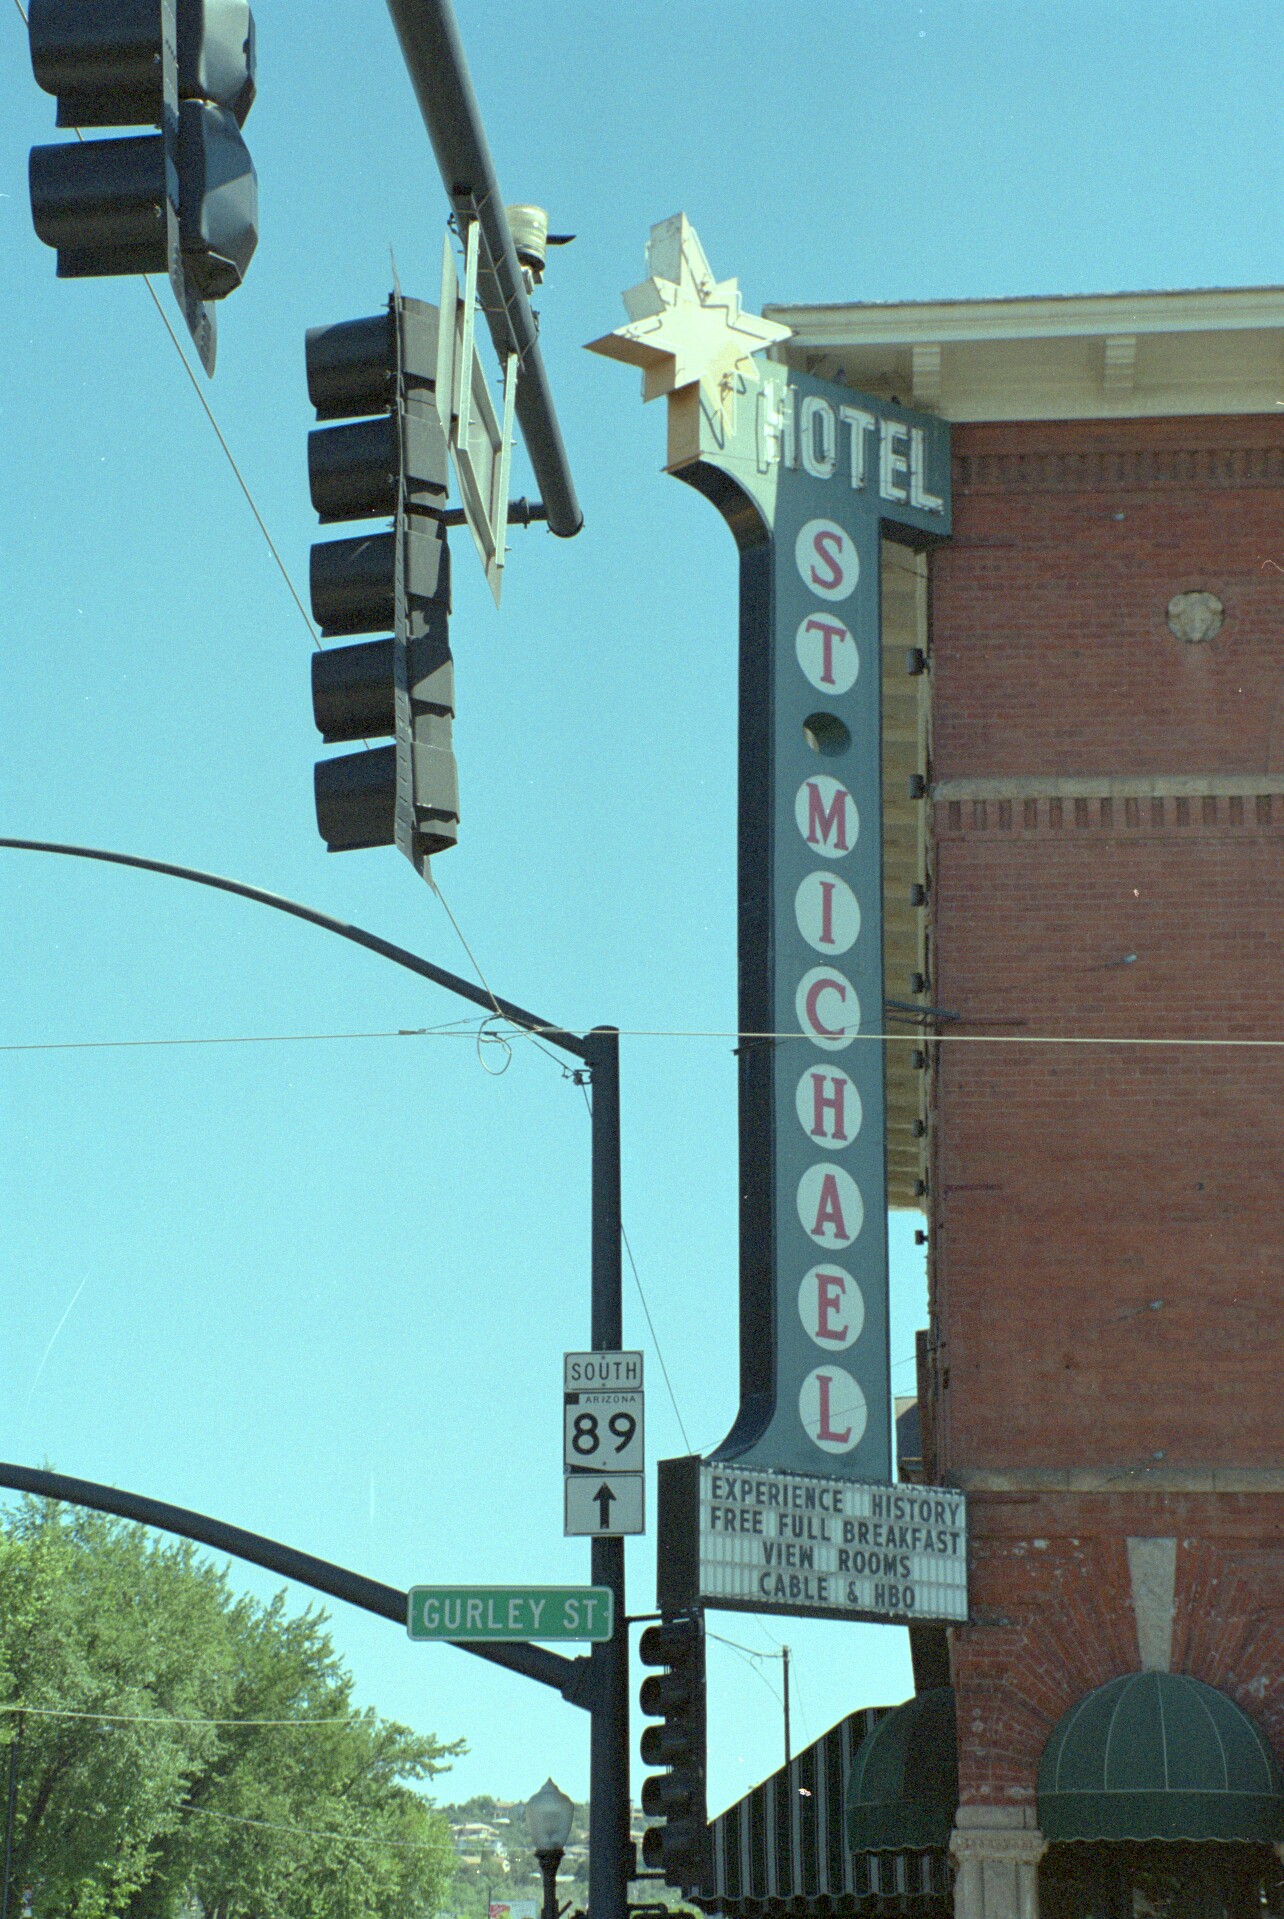 HOTEL
ST MICHAEL
SOUTH
ARIZONA
89
EXPERIENCE HISTORY
FREE FULL BREAKFAST
VIEW ROOMS
CABLE & HBO
GURLEY ST